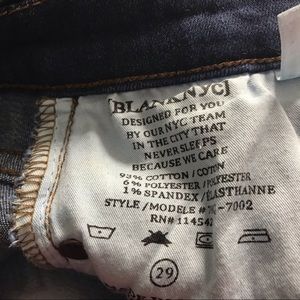 [BLANKNYC]
DESIGNED FOR YOU
BY OUR NYC TEAM
IN THE CITY THAT
NEVER SLEEPS
BECAUSE WE CARE
93% COTTON / COTON
6% POLYESTER / POLYESTER
1% SPANDEX / ELASTHANNE
STYLE / MODELE #
RN# 114542
29